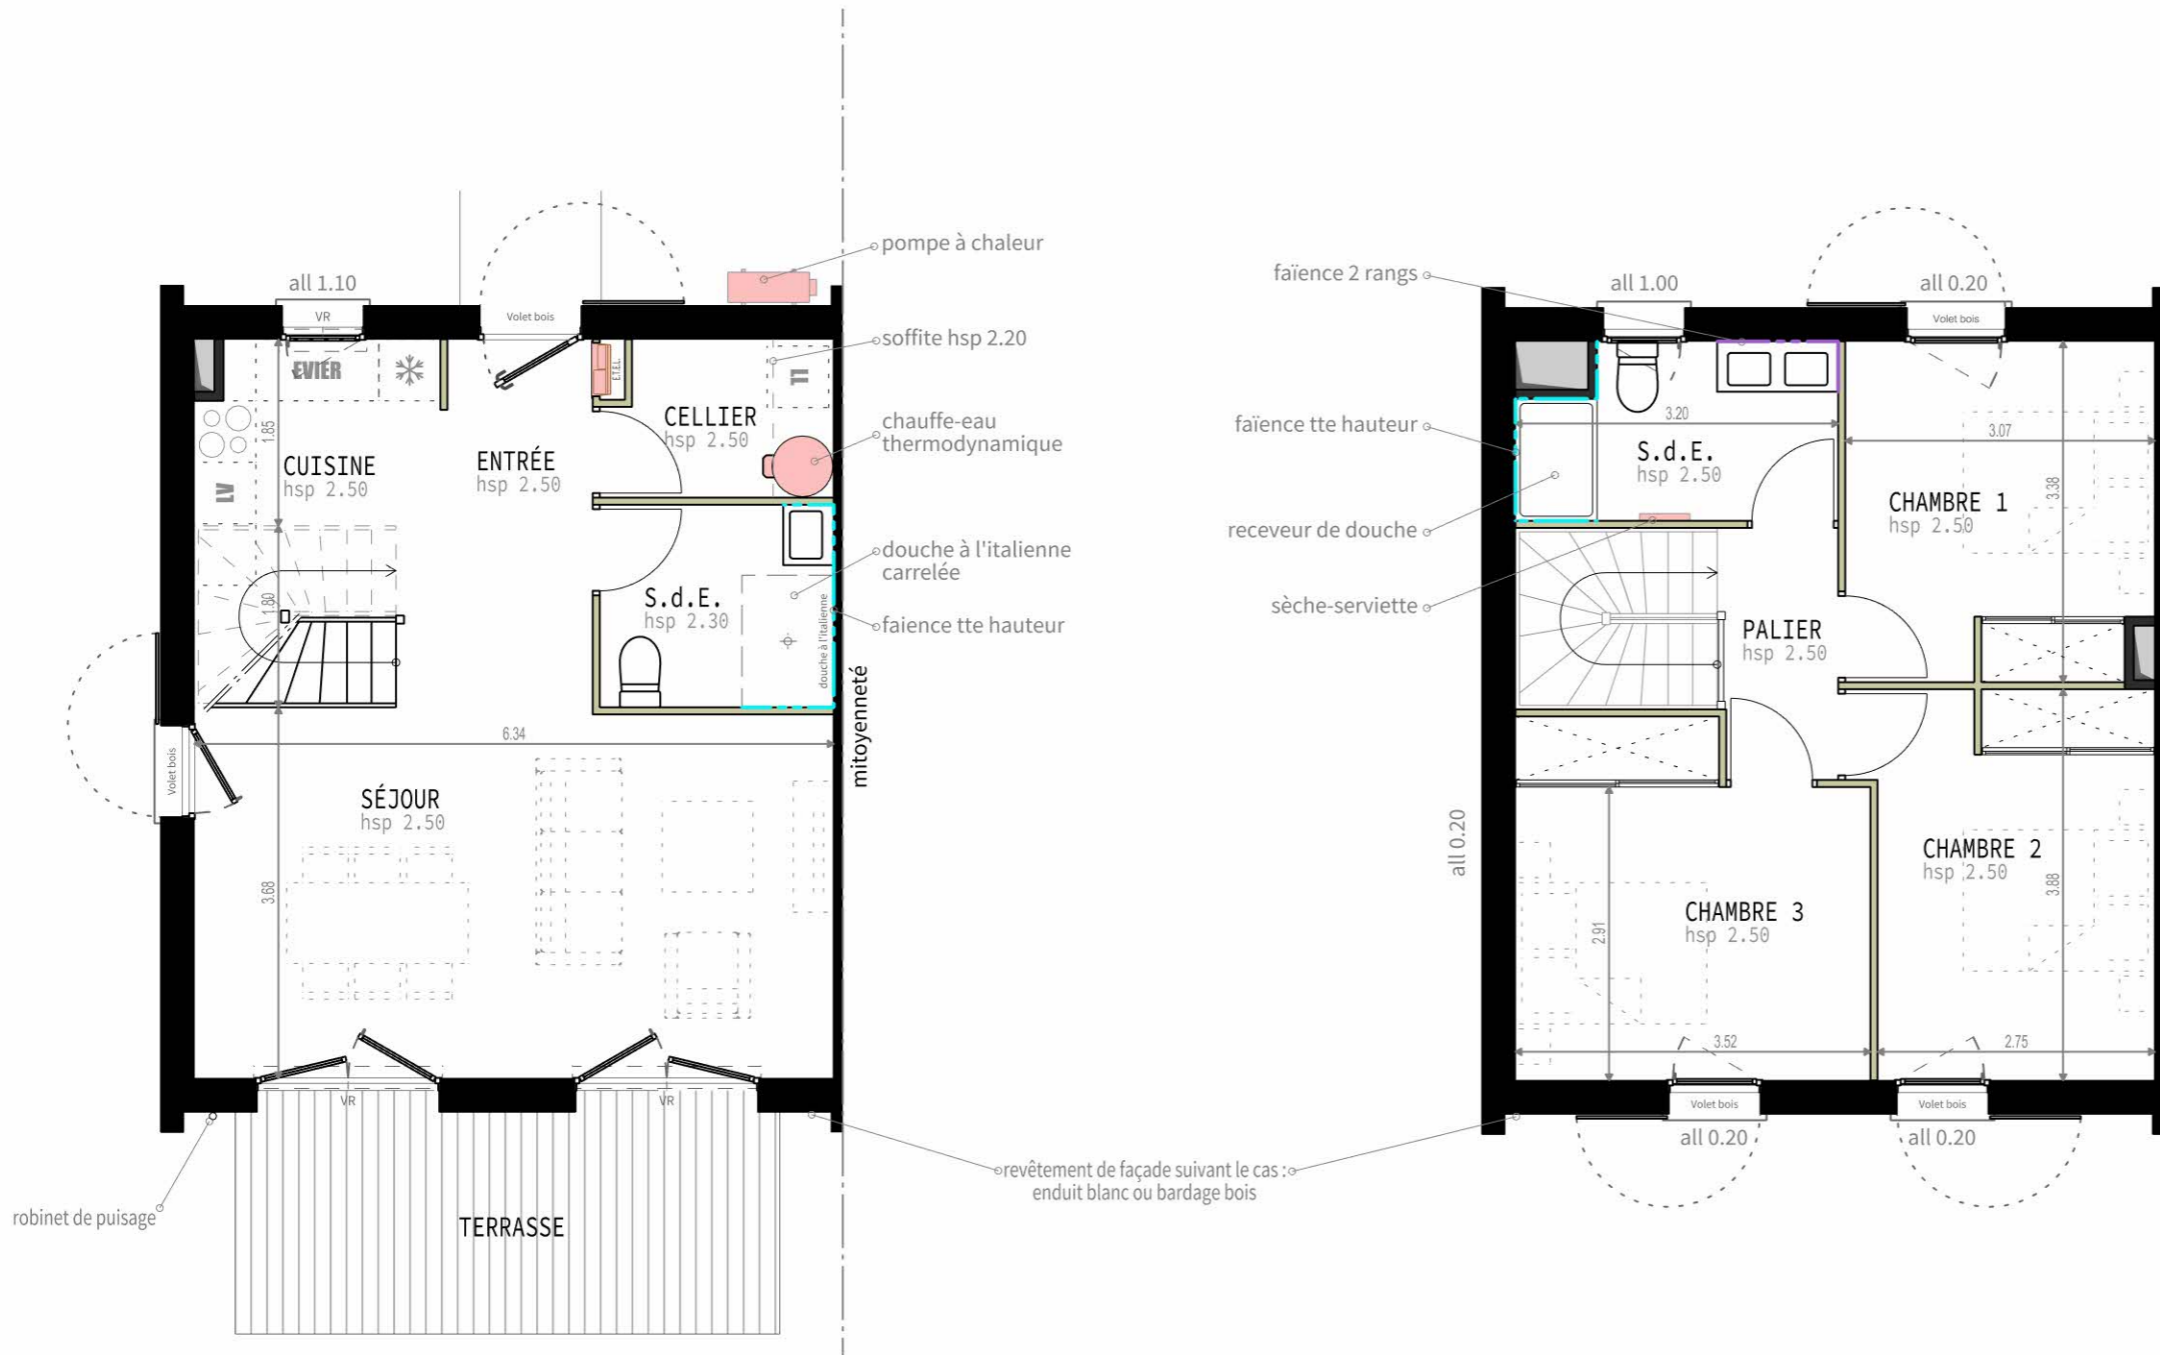 pompe à chaleur
all 1.10
VR
Volet bois
soffite hsp 2.20
EVIER
E.T.E.L.
LL
CELLIER
hsp 2.50
chauffe-eau
thermodynamique
1.85
CUISINE
hsp 2.50
ENTRÉE
hsp 2.50
LV
douche à l'italienne
carrelée
1.80
S.d.E.
hsp 2.30
douche à l'italienne
faience tte hauteur
mitoyenneté
6.34
Volet bois
SÉJOUR
hsp 2.50
3.68
VR
VR
robinet de puisage
TERRASSE
revêtement de façade suivant le cas :
enduit blanc ou bardage bois
faïence 2 rangs
all 1.00
all 0.20
Volet bois
faïence tte hauteur
3.20
3.07
S.d.E.
hsp 2.50
3.38
CHAMBRE 1
hsp 2.50
receveur de douche
sèche-serviette
PALIER
hsp 2.50
all 0.20
CHAMBRE 2
hsp 2.50
3.88
CHAMBRE 3
hsp 2.50
2.91
3.52
2.75
Volet bois
Volet bois
all 0.20
all 0.20